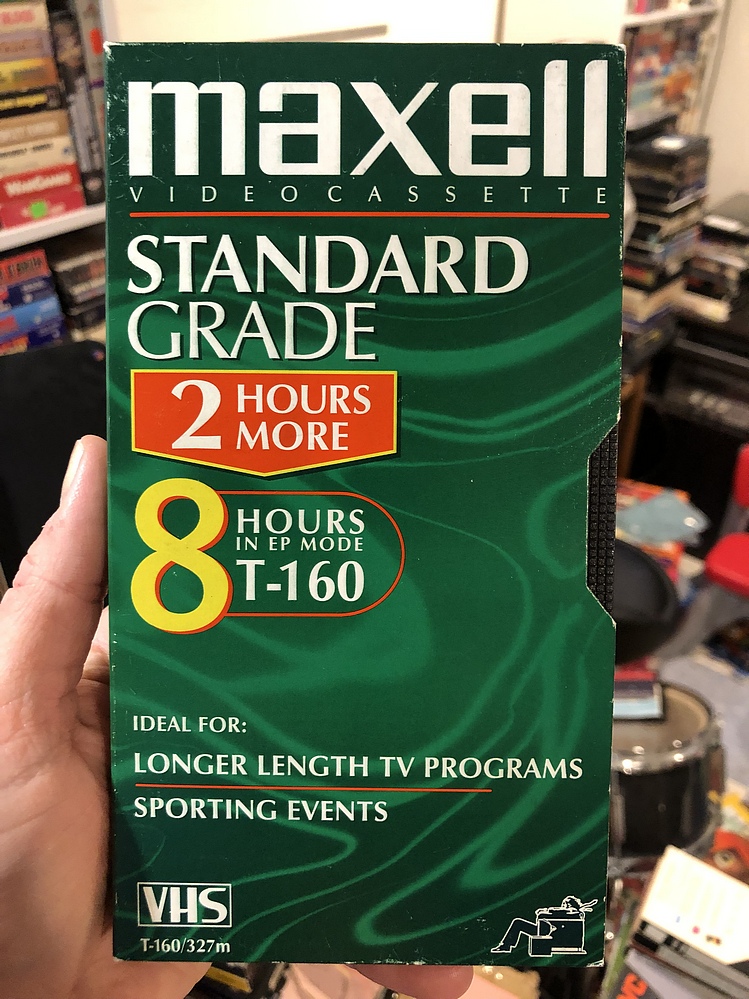 maxell
VIDEOCASSETTE
STANDARD
GRADE
2 HOURS
MORE
8 HOURS
IN EP MODE
T-160
IDEAL FOR:
LONGER LENGTH TV PROGRAMS
SPORTING EVENTS
VHS
T-160/327m
WARGAMES